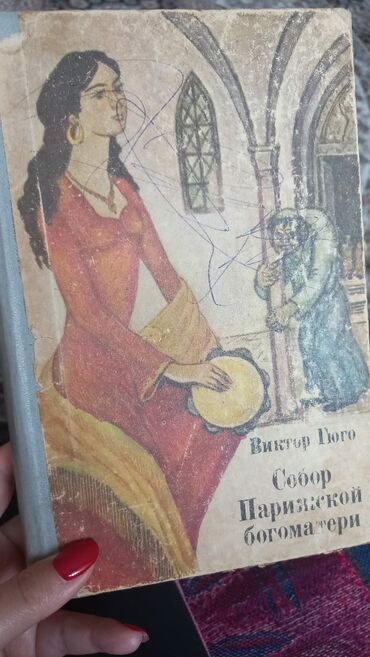 Виктор Гюго
Собор
Парижской
богоматери